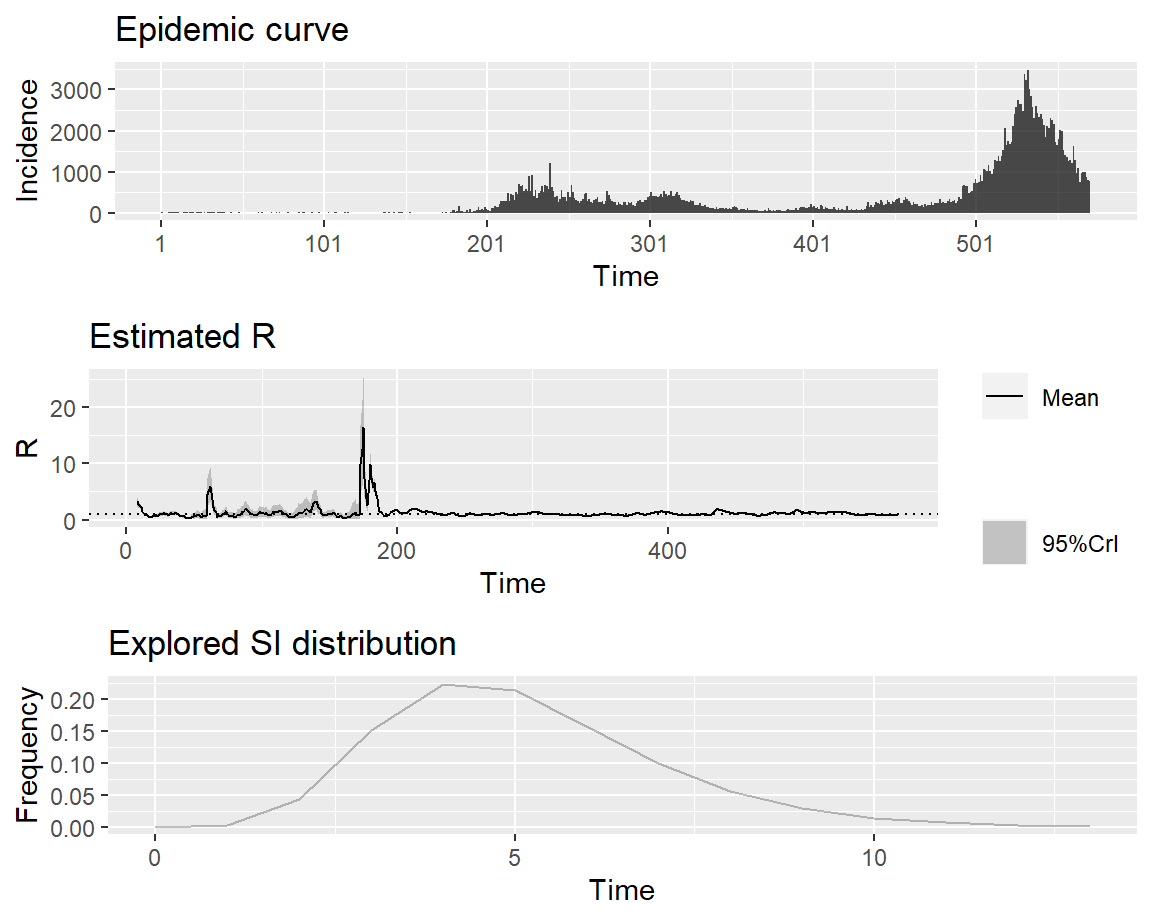 Epidemic curve
Incidence
3000
2000
1000
0
1 101 201 301 401 501
Time
Estimated R
R
20
10
0
0 200 400
Time
Mean
95%CrI
Explored SI distribution
Frequency
0.20
0.15
0.10
0.05
0.00
0 5 10
Time